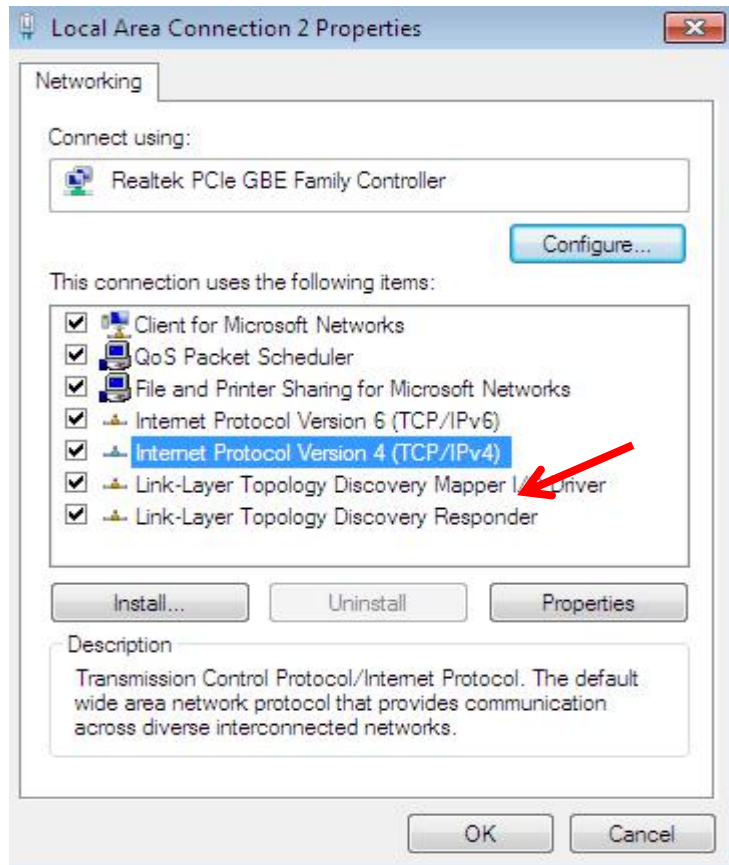 Local Area Connection 2 Properties
Networking
Connect using:
Realtek PCIe GBE Family Controller
Configure...
This connection uses the following items:
Client for Microsoft Networks
QoS Packet Scheduler
File and Printer Sharing for Microsoft Networks
Internet Protocol Version 6 (TCP/IPv6)
Internet Protocol Version 4 (TCP/IPv4)
Link-Layer Topology Discovery Mapper Driver
Link-Layer Topology Discovery Responder
Install...
Uninstall
Properties
Description
Transmission Control Protocol/Internet Protocol. The default
wide area network protocol that provides communication
across diverse interconnected networks.
OK
Cancel